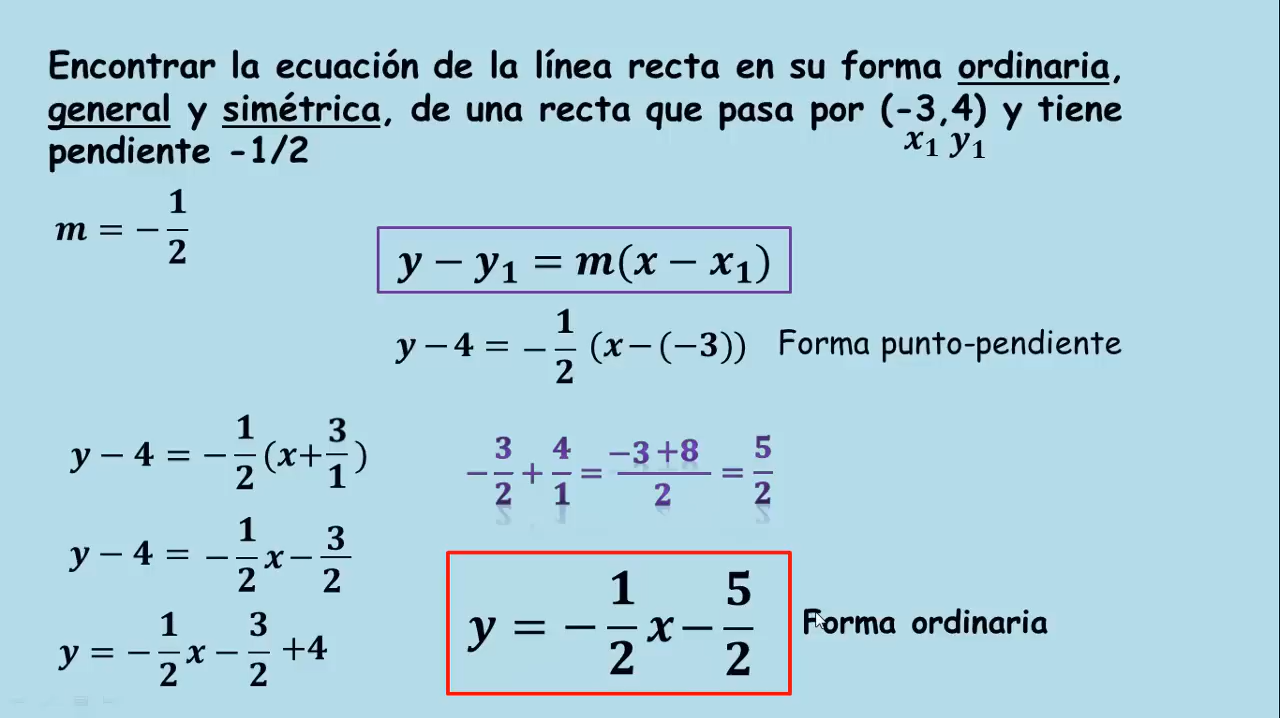 Encontrar la ecuación de la línea recta en su forma ordinaria,
general y simétrica, de una recta que pasa por (-3,4) y tiene
x₁ y₁
pendiente -1/2
m = -1/2
y − y₁ = m(x − x₁)
y − 4 = −1/2 (x − (−3)) Forma punto-pendiente
y − 4 = −1/2(x+3/1)
−3/2 + 4/1 = −3+8/2 = 5/2
y − 4 = −1/2x − 3/2
y = −1/2x − 5/2 Forma ordinaria
y = −1/2x − 3/2 +4